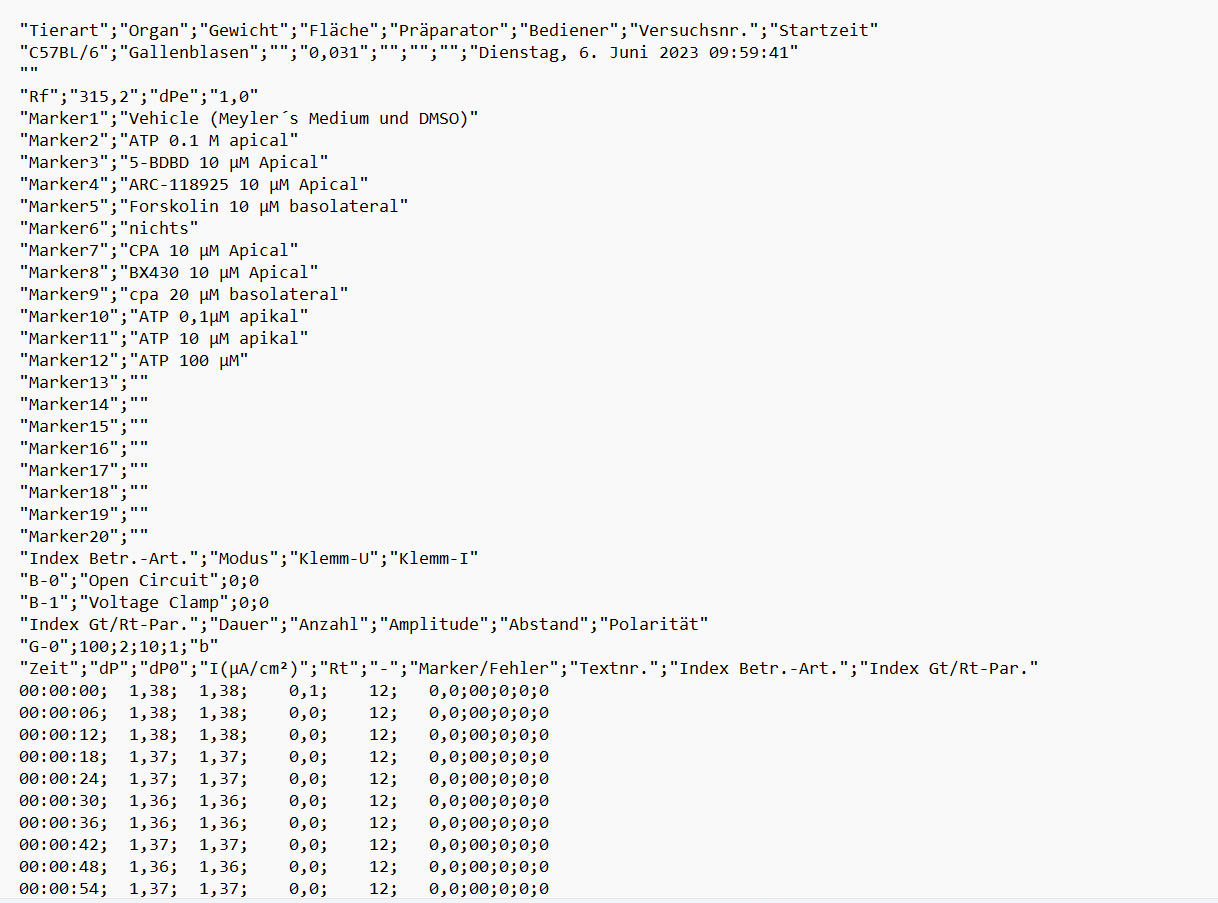 "Tierart";"Organ";"Gewicht";"Fläche";"Präparator";"Bediener";"Versuchsnr.";"Startzeit"
"C57BL/6";"Gallenblasen";"";"0,031";"";"";"";"Dienstag, 6. Juni 2023 09:59:41"
""
"Rf";"315,2";"dPe";"1,0"
"Marker1";"Vehicle (Meyler´s Medium und DMSO)"
"Marker2";"ATP 0.1 M apical"
"Marker3";"5-BDBD 10 µM Apical"
"Marker4";"ARC-118925 10 µM Apical"
"Marker5";"Forskolin 10 µM basolateral"
"Marker6";"nichts"
"Marker7";"CPA 10 µM Apical"
"Marker8";"BX430 10 µM Apical"
"Marker9";"cpa 20 µM basolateral"
"Marker10";"ATP 0,1µM apikal"
"Marker11";"ATP 10 µM apikal"
"Marker12";"ATP 100 µM"
"Marker13";""
"Marker14";""
"Marker15";""
"Marker16";""
"Marker17";""
"Marker18";""
"Marker19";""
"Marker20";""
"Index Betr.-Art.";"Modus";"Klemm-U";"Klemm-I"
"B-0";"Open Circuit";0;0
"B-1";"Voltage Clamp";0;0
"Index Gt/Rt-Par.";"Dauer";"Anzahl";"Amplitude";"Abstand";"Polarität"
"G-0";100;2;10;1;"b"
"Zeit";"dP";"dP0";"I(µA/cm²)";"Rt";"-";"Marker/Fehler";"Textnr.";"Index Betr.-Art.";"Index Gt/Rt-Par."
00:00:00;  1,38;  1,38;    0,1;    12;   0,0;00;0;0;0
00:00:06;  1,38;  1,38;    0,0;    12;   0,0;00;0;0;0
00:00:12;  1,38;  1,38;    0,0;    12;   0,0;00;0;0;0
00:00:18;  1,37;  1,37;    0,0;    12;   0,0;00;0;0;0
00:00:24;  1,37;  1,37;    0,0;    12;   0,0;00;0;0;0
00:00:30;  1,36;  1,36;    0,0;    12;   0,0;00;0;0;0
00:00:36;  1,36;  1,36;    0,0;    12;   0,0;00;0;0;0
00:00:42;  1,37;  1,37;    0,0;    12;   0,0;00;0;0;0
00:00:48;  1,36;  1,36;    0,0;    12;   0,0;00;0;0;0
00:00:54;  1,37;  1,37;    0,0;    12;   0,0;00;0;0;0